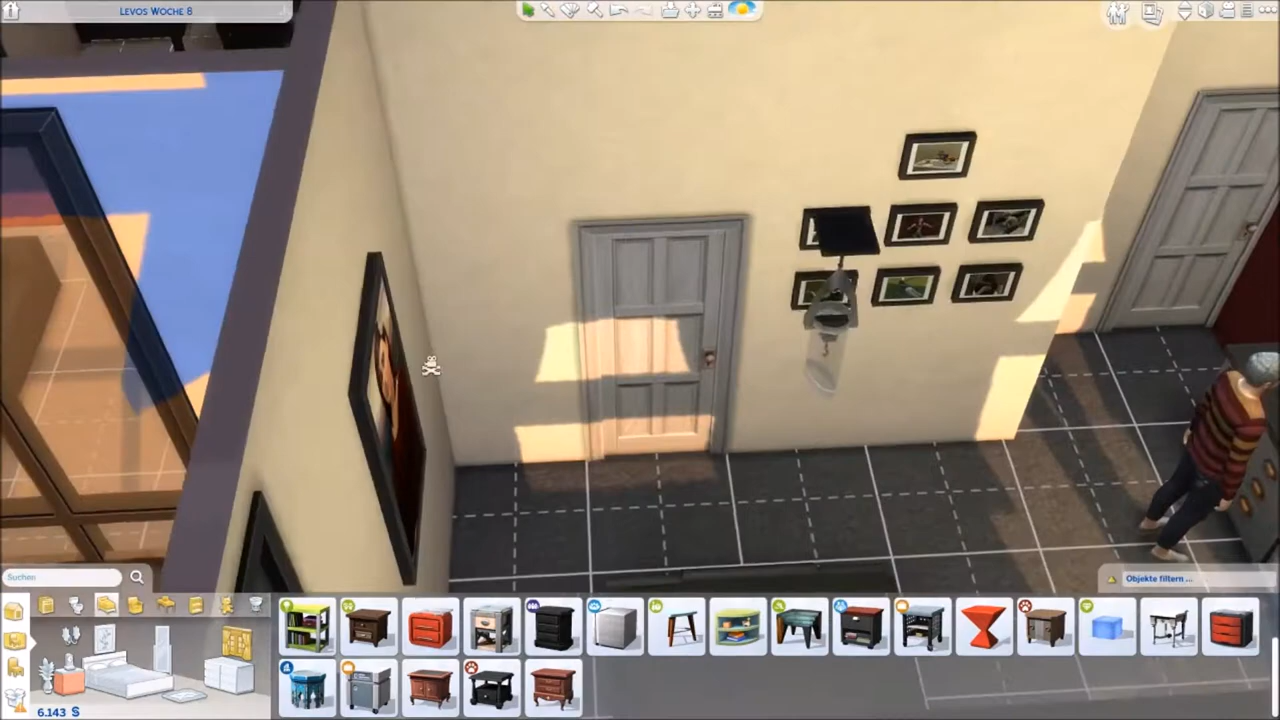 LEVOS WOCHE 8
Suchen
Objekte filtern ...
6.143 $